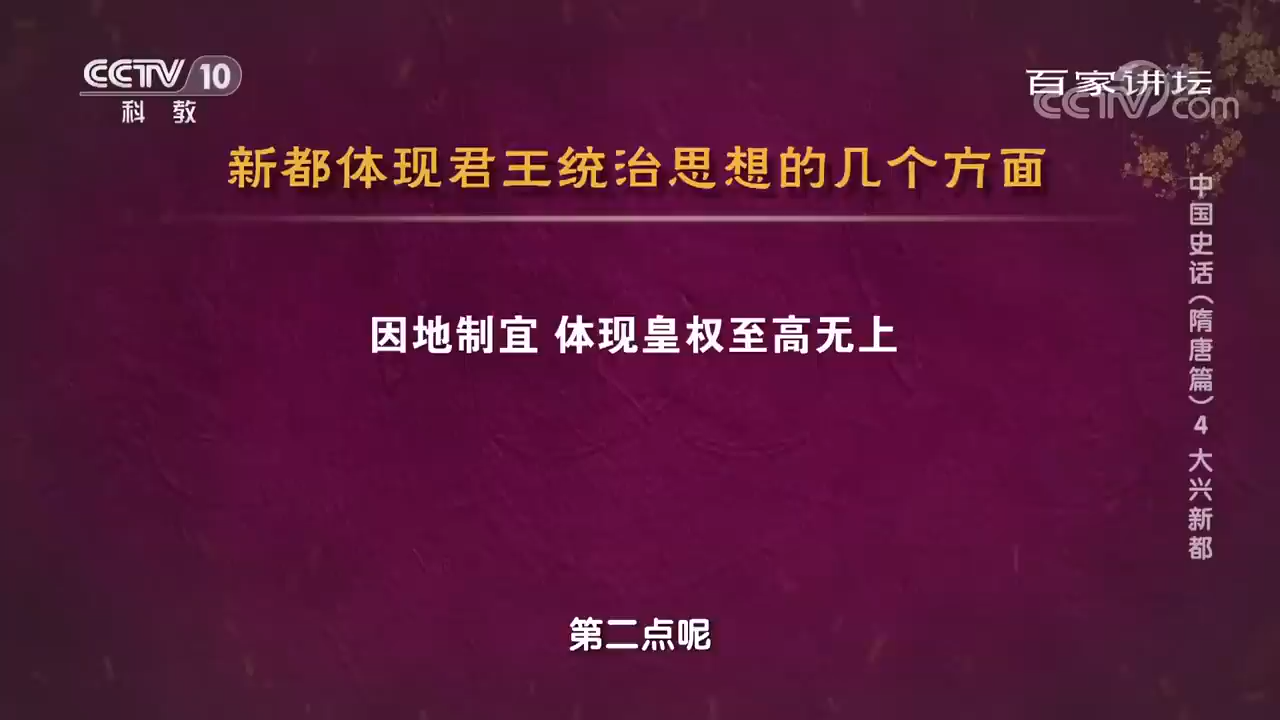 CCTV 10
科教
百家讲坛
CCTV.com
新都体现君王统治思想的几个方面
因地制宜 体现皇权至高无上
中国史话（隋唐篇）4 大兴新都
第二点呢